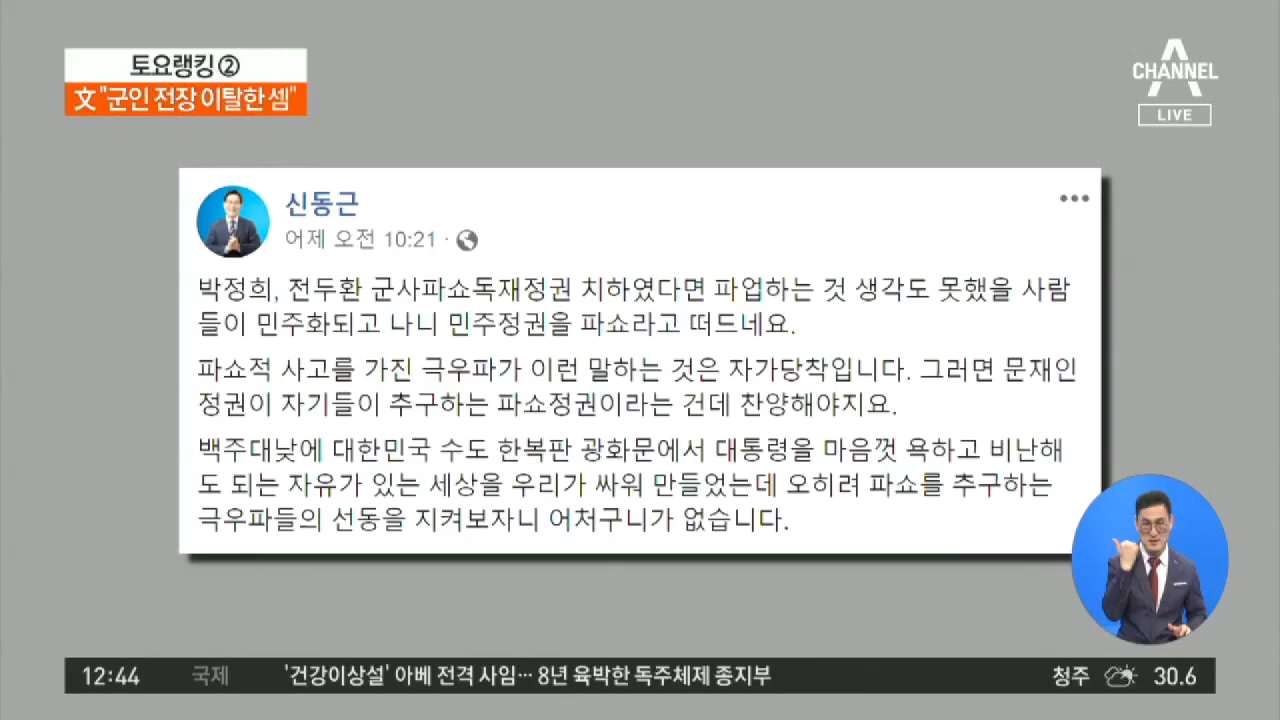 토요랭킹②
文 "군인 전장 이탈한 셈"
CHANNEL A
LIVE
신동근
어제 오전 10:21 ·
박정희, 전두환 군사파쇼독재정권 치하였다면 파업하는 것 생각도 못했을 사람
들이 민주화되고 나니 민주정권을 파쇼라고 떠드네요.
파쇼적 사고를 가진 극우파가 이런 말하는 것은 자가당착입니다. 그러면 문재인
정권이 자기들이 추구하는 파쇼정권이라는 건데 찬양해야지요.
백주대낮에 대한민국 수도 한복판 광화문에서 대통령을 마음껏 욕하고 비난해
도 되는 자유가 있는 세상을 우리가 싸워 만들었는데 오히려 파쇼를 추구하는
극우파들의 선동을 지켜보자니 어처구니가 없습니다.
12:44 국제 '건강이상설' 아베 전격 사임… 8년 육박한 독주체제 종지부 청주 30.6